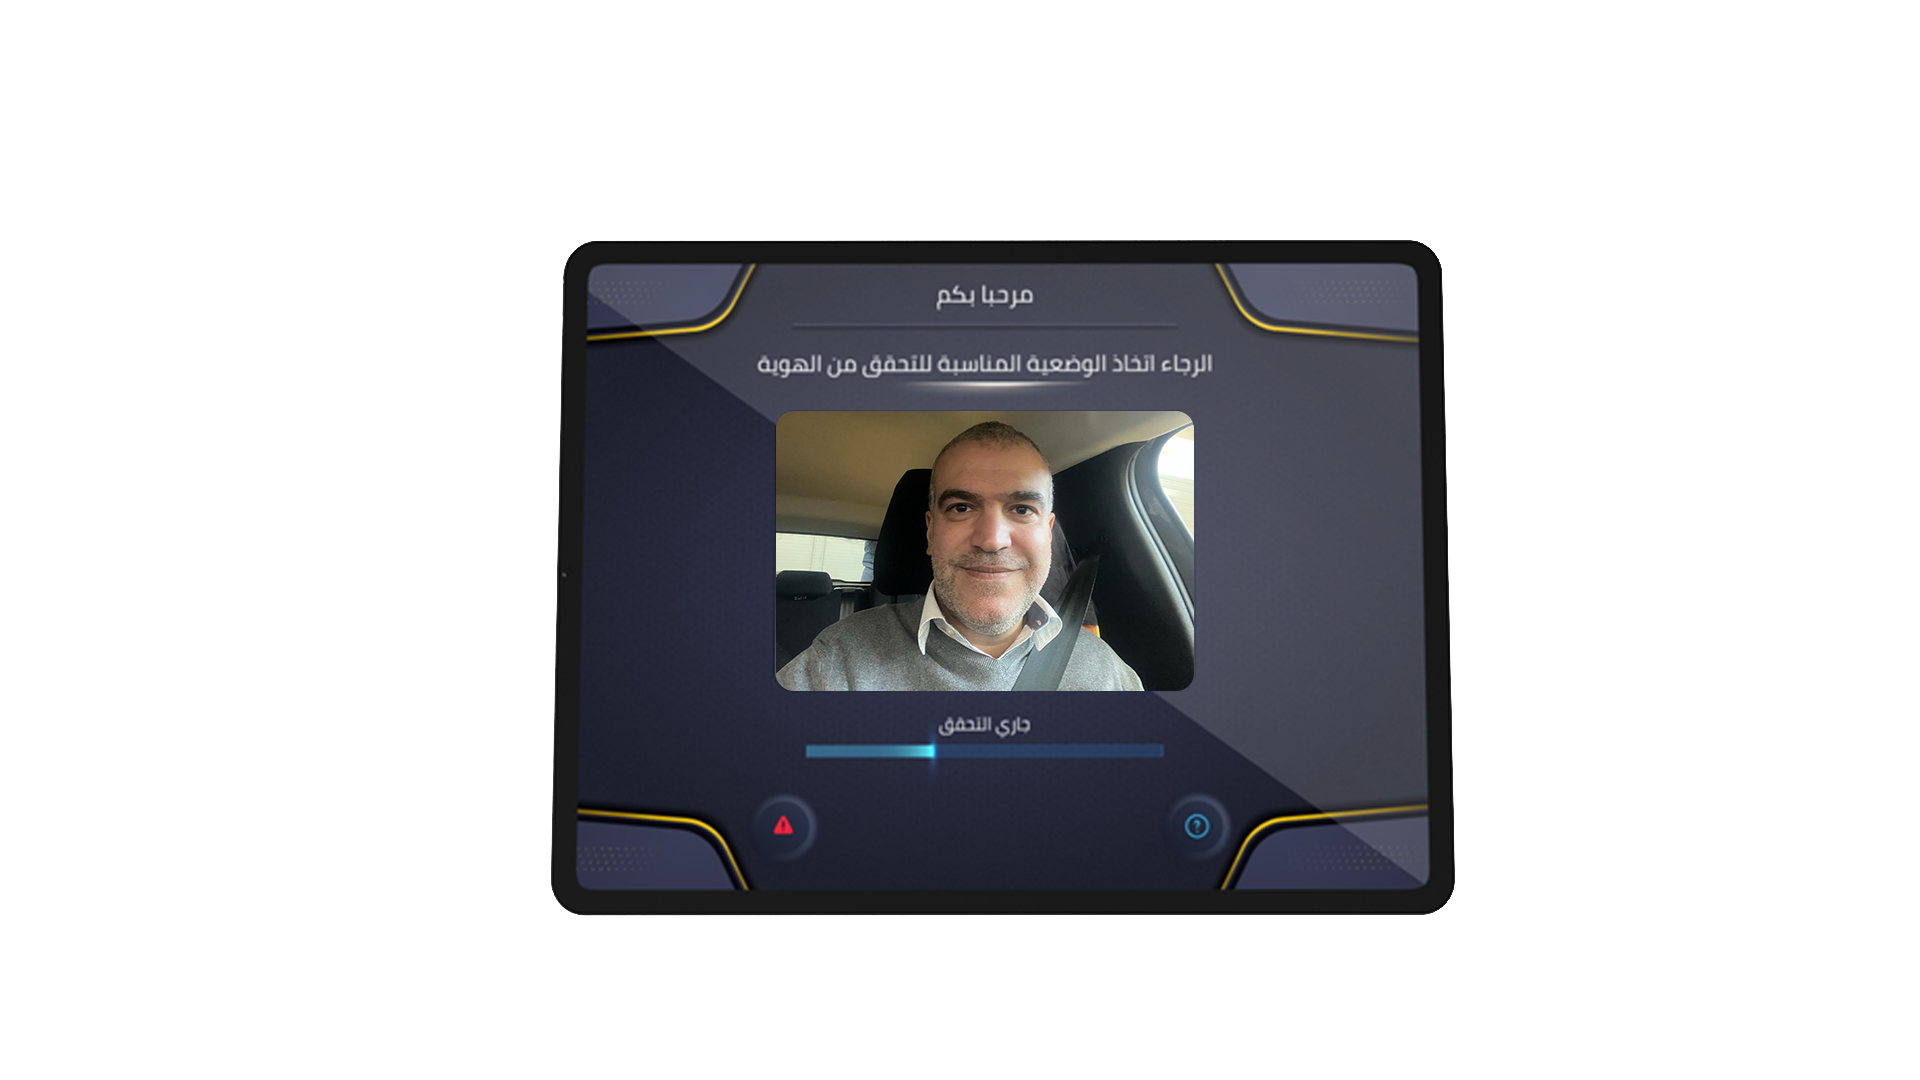 مرحبا بكم
الرجاء اتخاذ الوضعية المناسبة للتحقق من الهوية
جاري التحقق